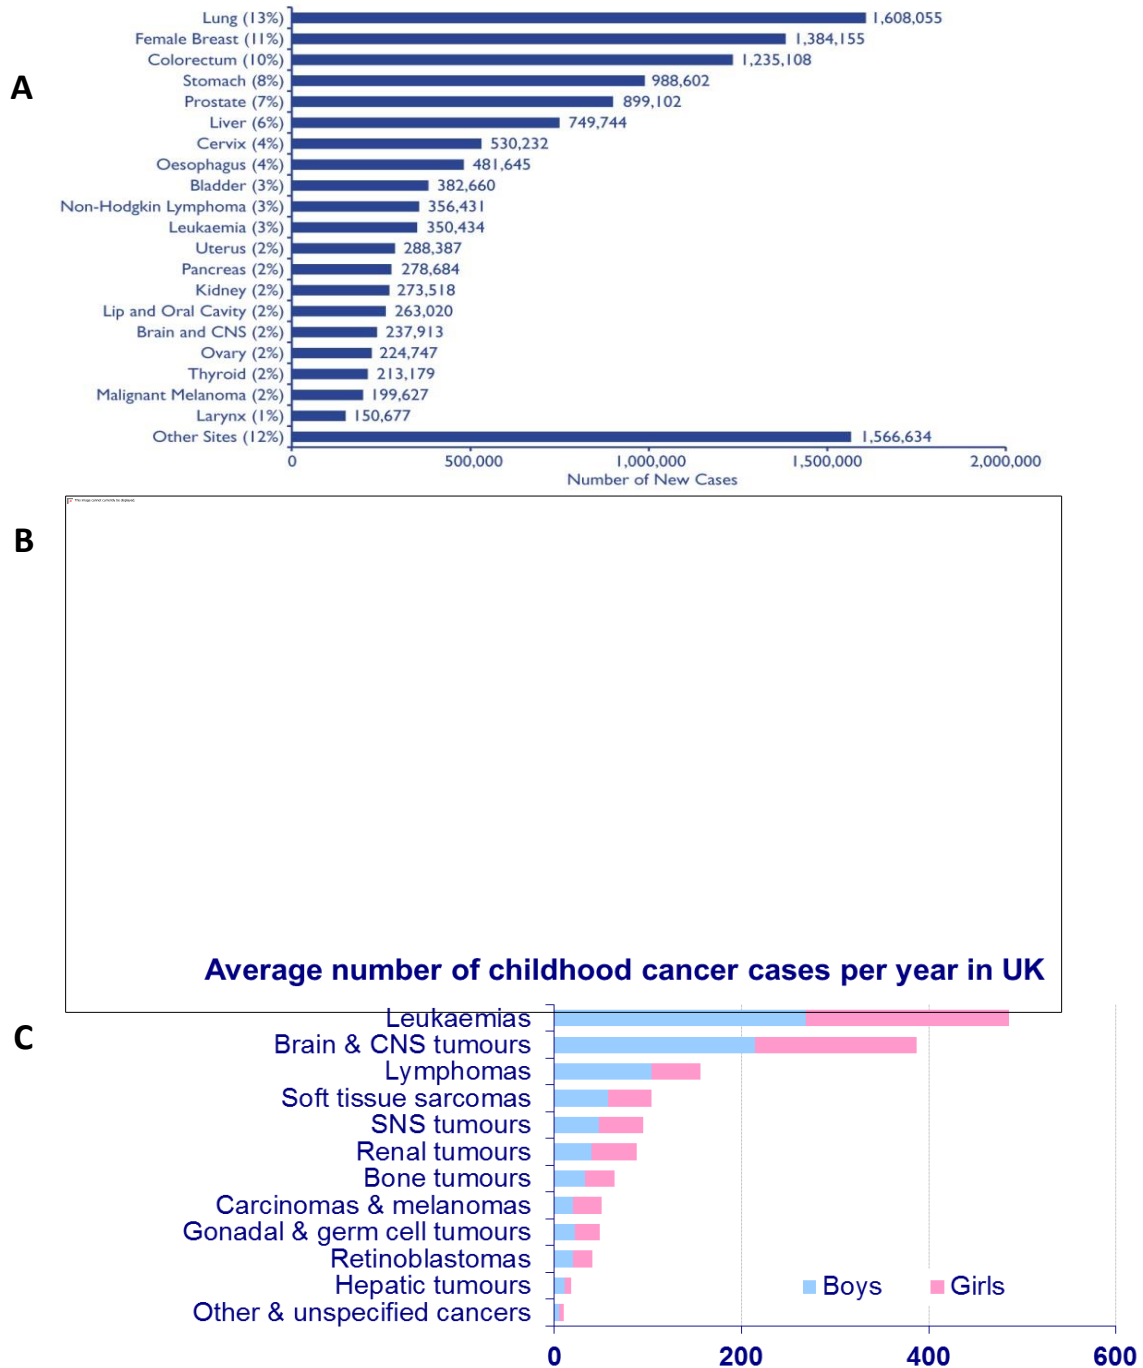 A
Lung (13%) 1,608,055
Female Breast (11%) 1,384,155
Colorectum (10%) 1,235,108
Stomach (8%) 988,602
Prostate (7%) 899,102
Liver (6%) 749,744
Cervix (4%) 530,232
Oesophagus (4%) 481,645
Bladder (3%) 382,660
Non-Hodgkin Lymphoma (3%) 356,431
Leukaemia (3%) 350,434
Uterus (2%) 288,387
Pancreas (2%) 278,684
Kidney (2%) 273,518
Lip and Oral Cavity (2%) 263,020
Brain and CNS (2%) 237,913
Ovary (2%) 224,747
Thyroid (2%) 213,179
Malignant Melanoma (2%) 199,627
Larynx (1%) 150,677
Other Sites (12%) 1,566,634
0 500,000 1,000,000 1,500,000 2,000,000
Number of New Cases
This image cannot currently be displayed.
B
Average number of childhood cancer cases per year in UK
C
Leukaemias
Brain & CNS tumours
Lymphomas
Soft tissue sarcomas
SNS tumours
Renal tumours
Bone tumours
Carcinomas & melanomas
Gonadal & germ cell tumours
Retinoblastomas
Hepatic tumours
Other & unspecified cancers
Boys Girls
0 200 400 600